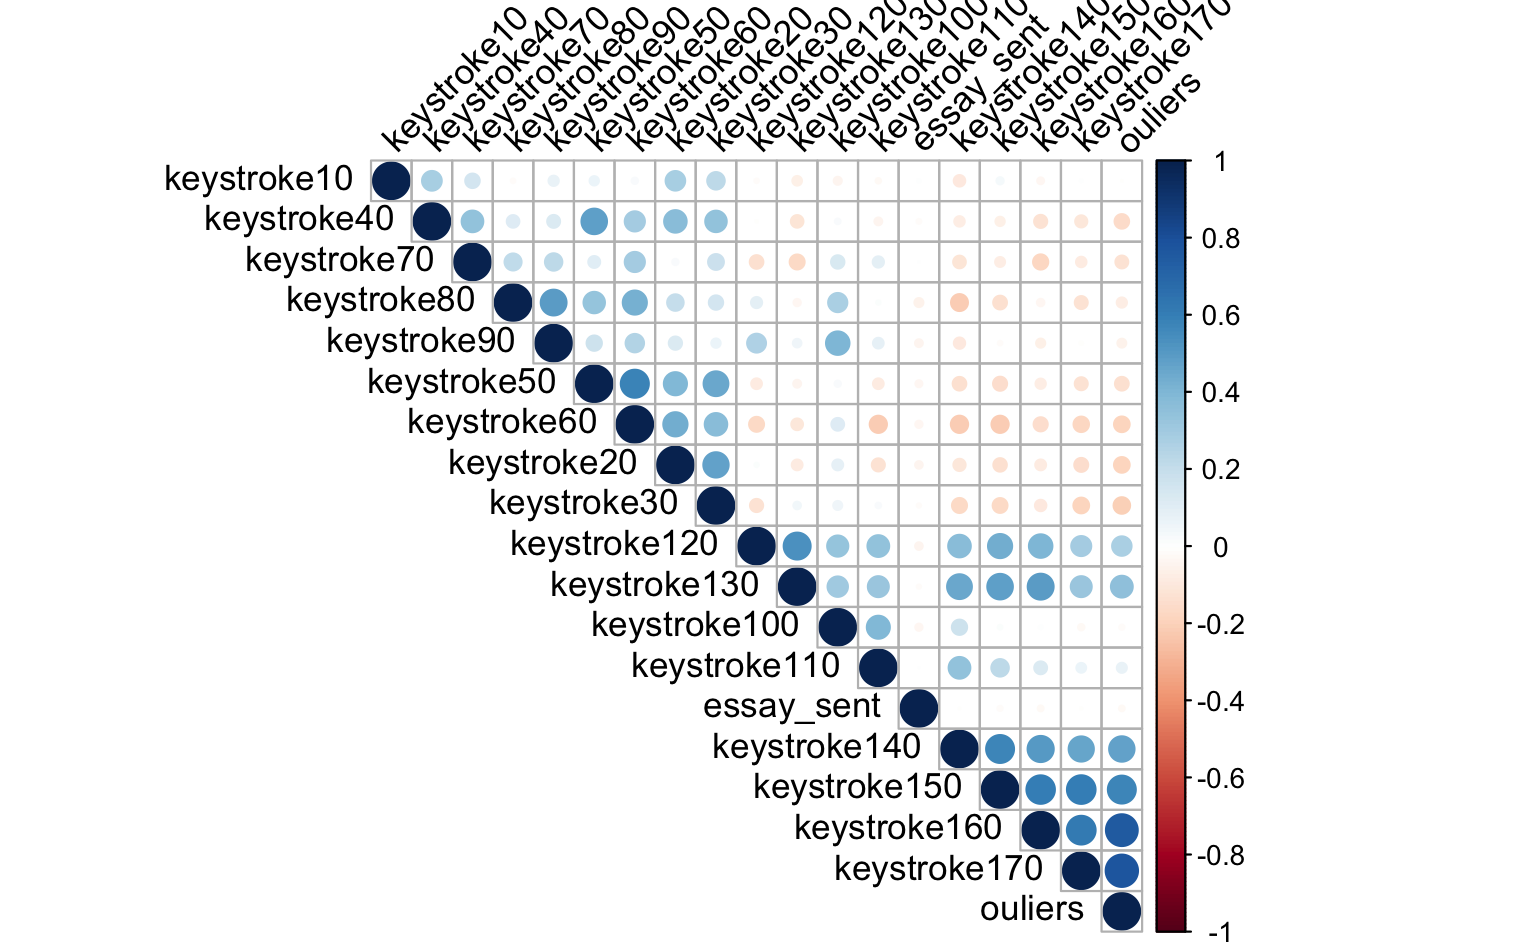 keystroke10
keystroke40
keystroke70
keystroke80
keystroke90
keystroke50
keystroke60
keystroke20
keystroke30
keystroke120
keystroke130
keystroke100
keystroke110
essay_sent
keystroke140
keystroke150
keystroke160
keystroke170
ouliers
keystroke10
keystroke40
keystroke70
keystroke80
keystroke90
keystroke50
keystroke60
keystroke20
keystroke30
keystroke120
keystroke130
keystroke100
keystroke110
essay_sent
keystroke140
keystroke150
keystroke160
keystroke170
ouliers
1
0.8
0.6
0.4
0.2
0
-0.2
-0.4
-0.6
-0.8
-1